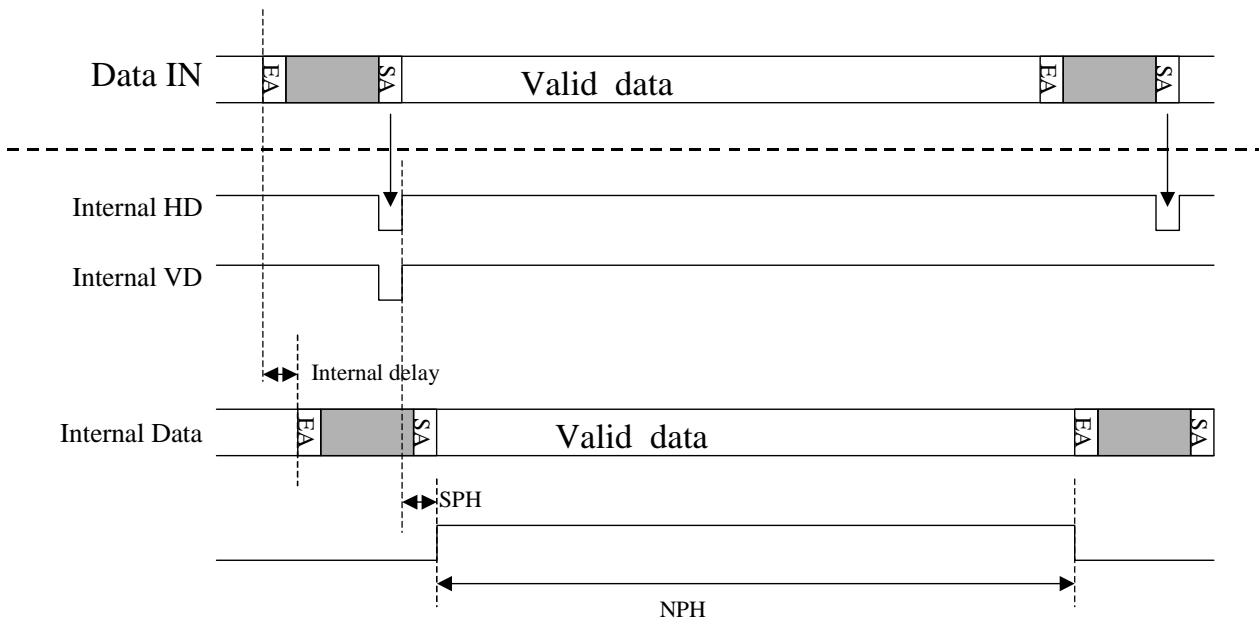 Data IN EA SA Valid data EA SA
Internal HD
Internal VD
Internal delay
Internal Data EA SA Valid data EA SA
SPH
NPH